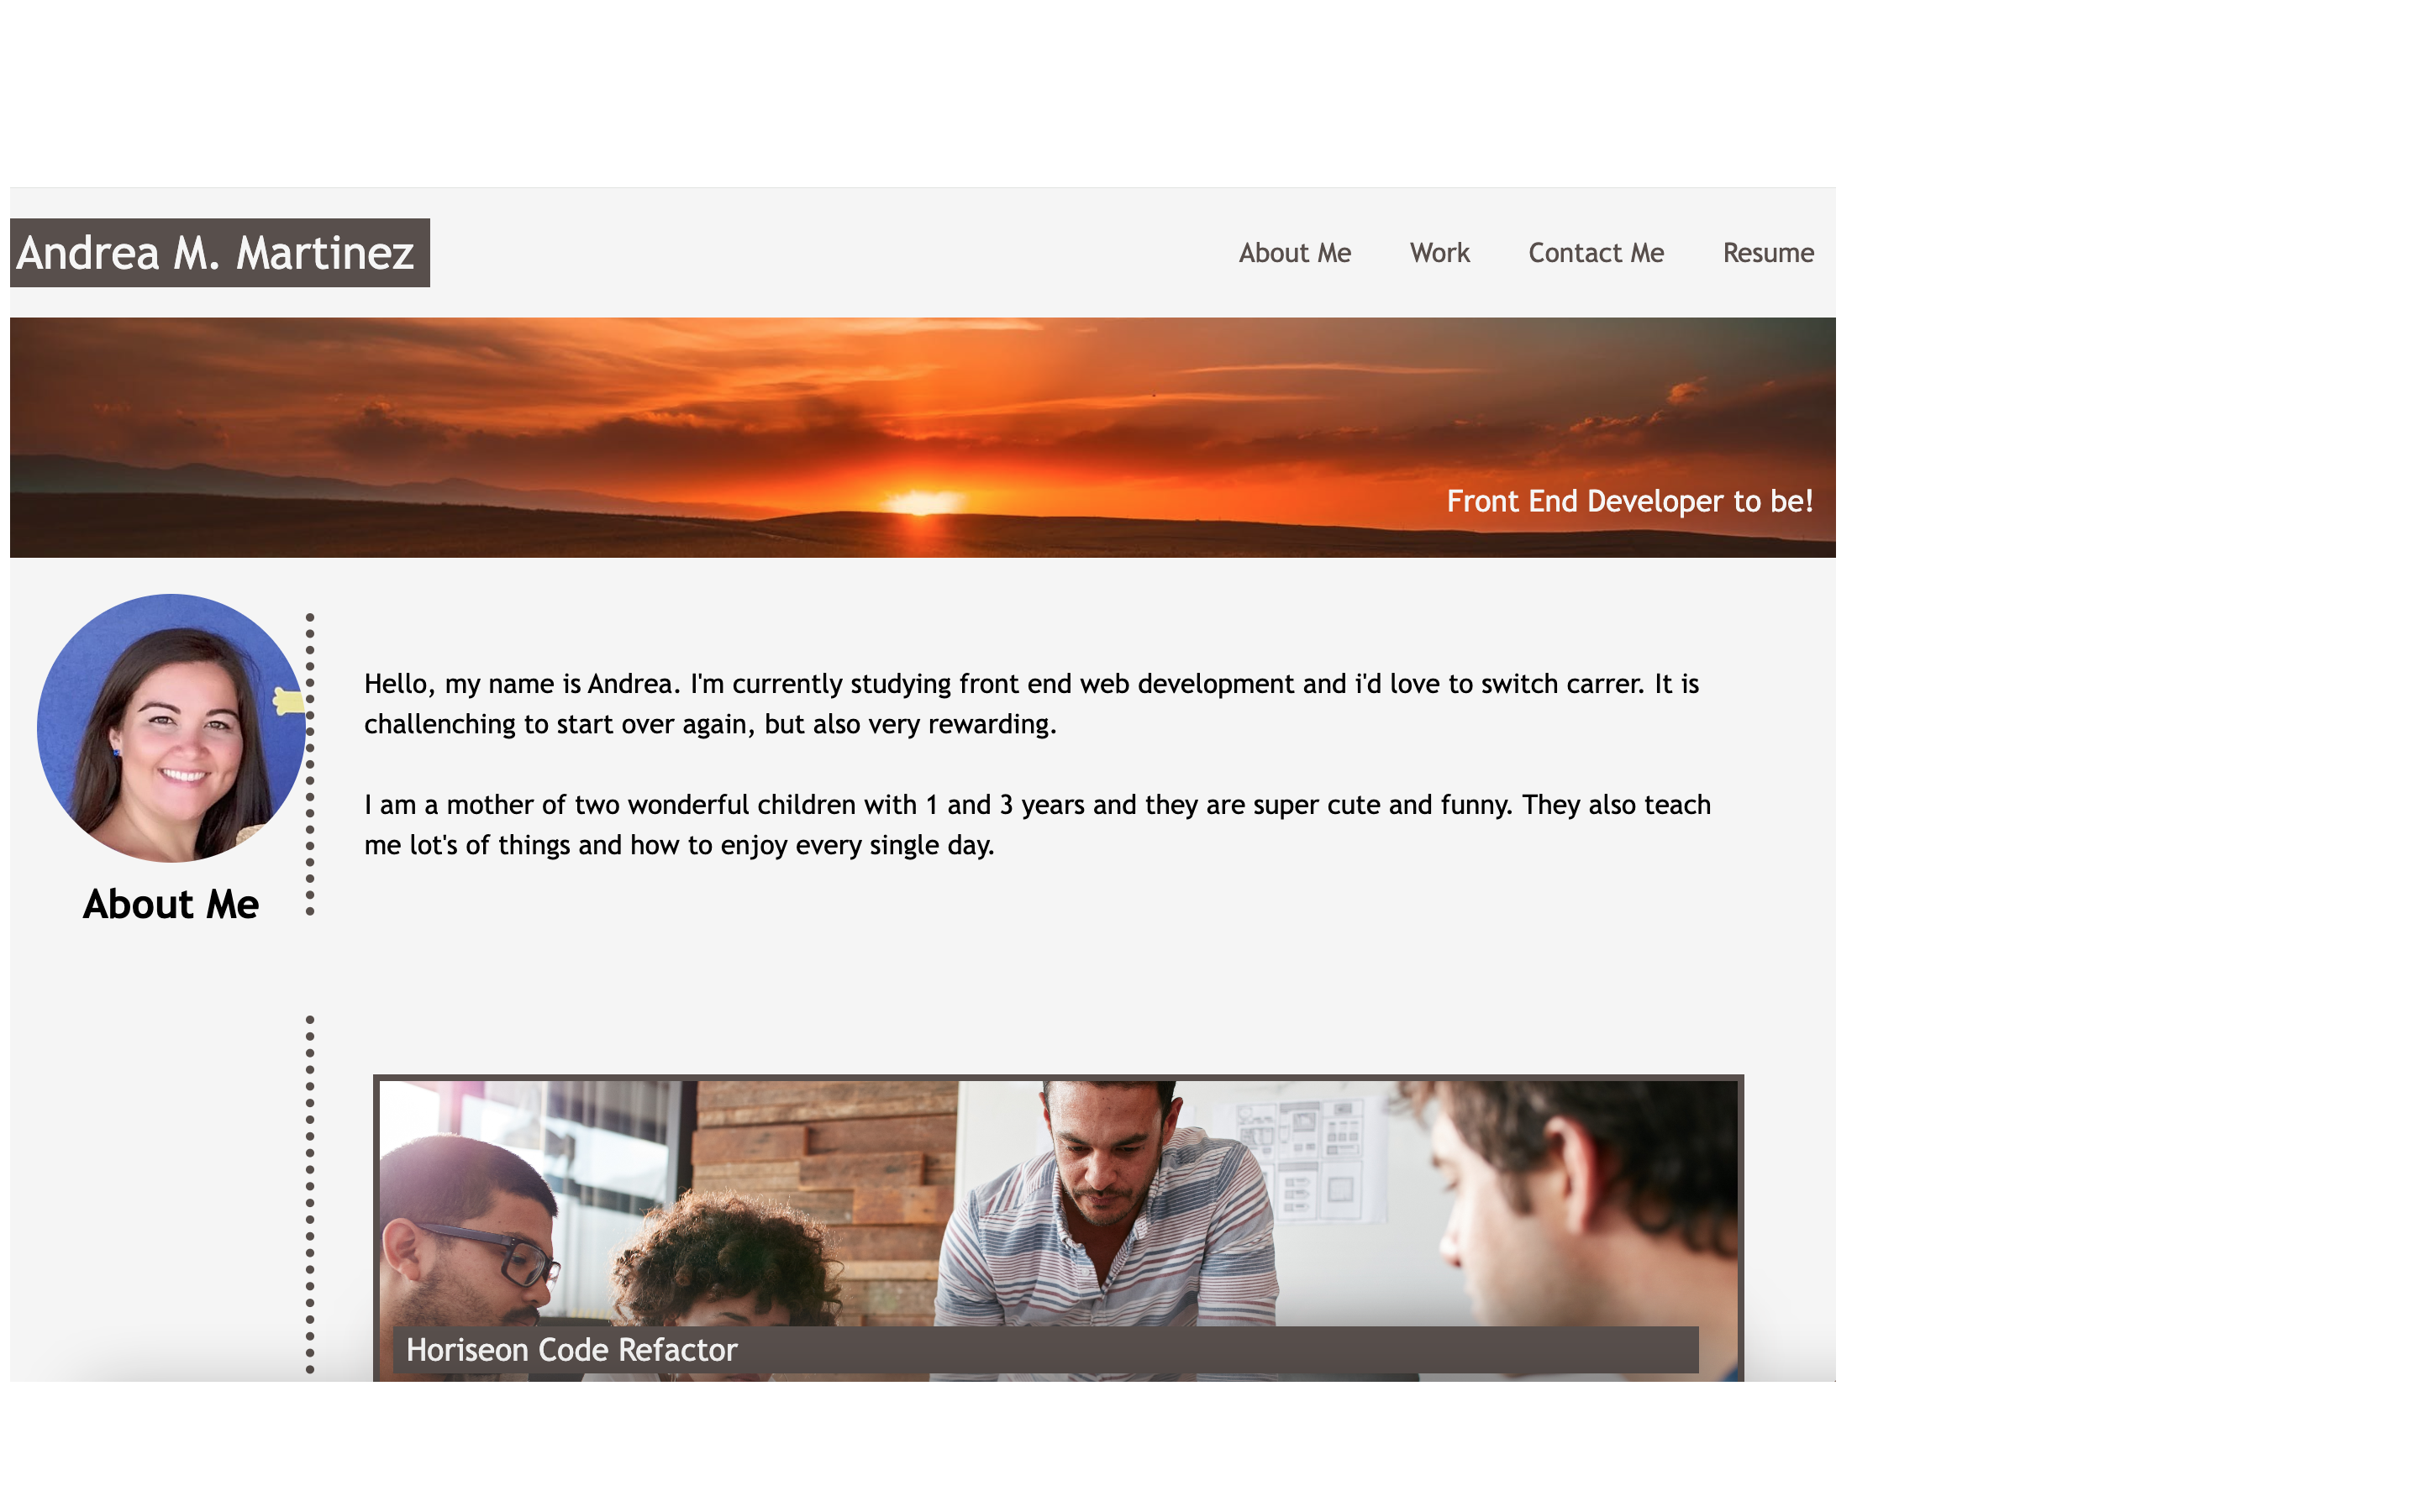 Andrea M. Martinez
About Me Work Contact Me Resume
Front End Developer to be!
Hello, my name is Andrea. I'm currently studying front end web development and i'd love to switch carrer. It is
challenching to start over again, but also very rewarding.
I am a mother of two wonderful children with 1 and 3 years and they are super cute and funny. They also teach
me lot's of things and how to enjoy every single day.
About Me
Horiseon Code Refactor